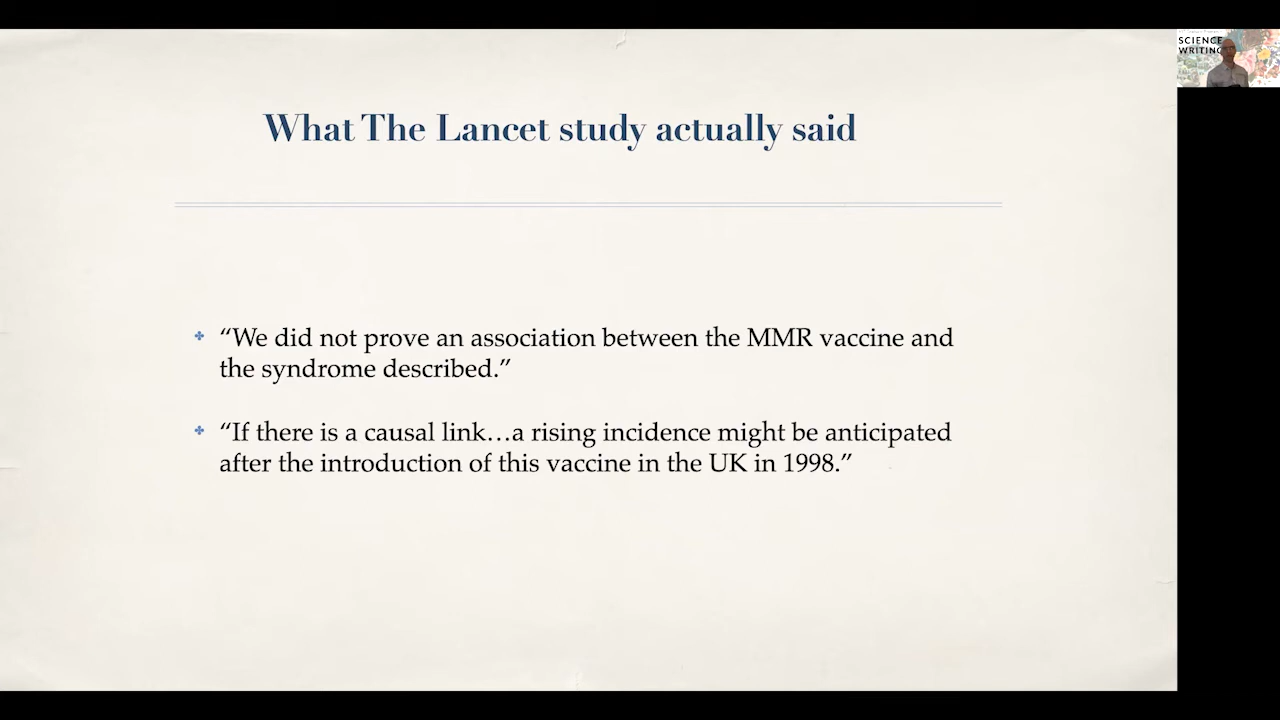 SCIENCE
WRITING
What The Lancet study actually said
“We did not prove an association between the MMR vaccine and
the syndrome described.”
“If there is a causal link…a rising incidence might be anticipated
after the introduction of this vaccine in the UK in 1998.”